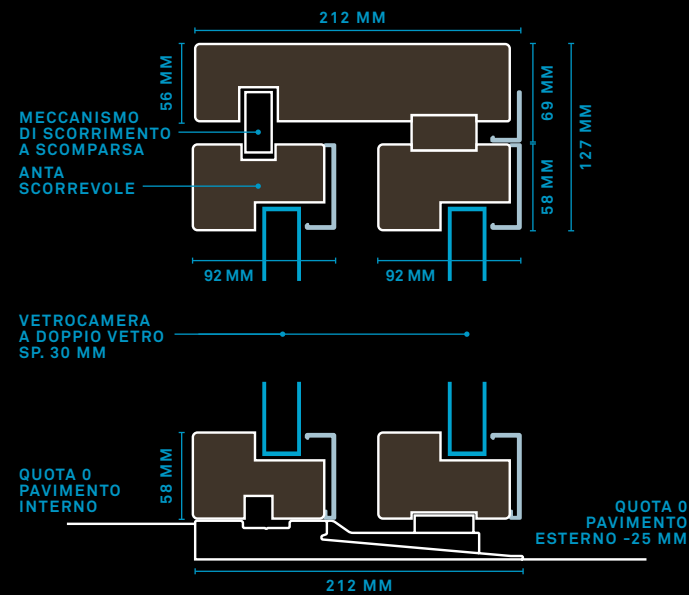 212 MM
56 MM
69 MM
127 MM
MECCANISMO
DI SCORRIMENTO
A SCOMPARSA
ANTA
SCORREVOLE
58 MM
92 MM
92 MM
VETROCAMERA
A DOPPIO VETRO
SP. 30 MM
58 MM
QUOTA 0
PAVIMENTO
INTERNO
QUOTA 0
PAVIMENTO
ESTERNO -25 MM
212 MM